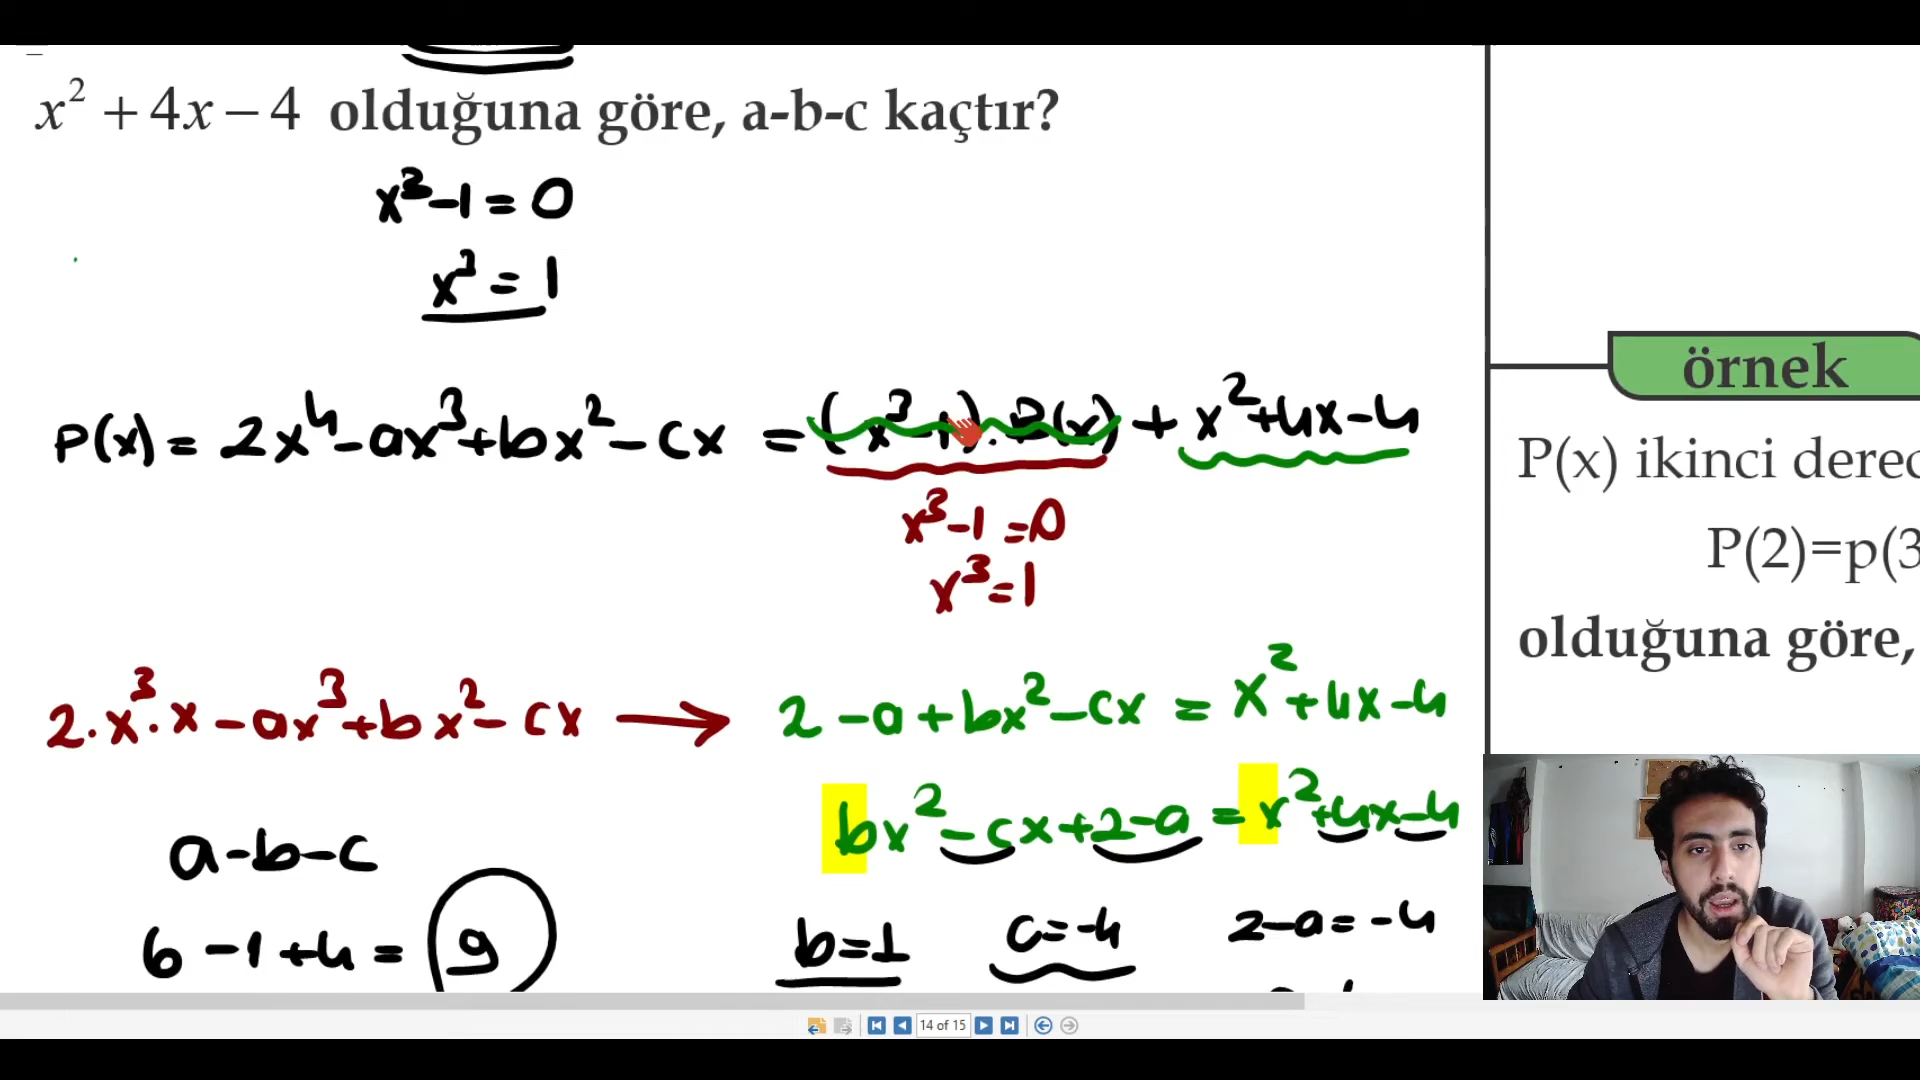 x² + 4x − 4 olduğuna göre, a-b-c kaçtır?
x²-1=0
x³ = 1
P(x) = 2x⁴-ax³+bx²-cx = (x³-1).B(x) + x²+4x-4
x³-1=0
x³=1
2.x³.x - ax³+bx²-cx → 2-a+bx²-cx = x²+4x-4
bx²-cx+2-a = x²+4x-4
a-b-c
6-1+4= 9
b=1 c=-4 2-a=-4
örnek
P(x) ikinci derec
P(2)=p(3
olduğuna göre,
14 of 15